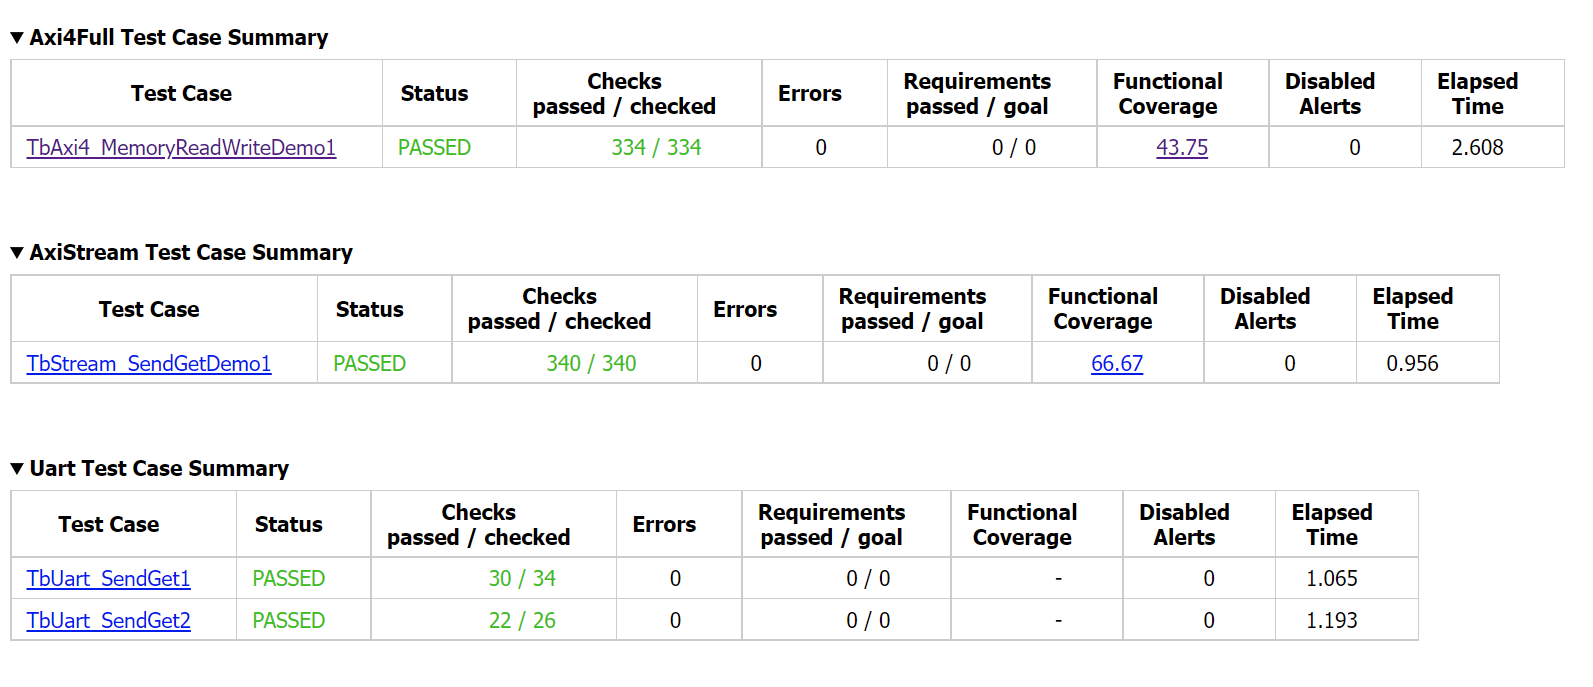 ▼ Axi4Full Test Case Summary
Test Case Status Checks passed / checked Errors Requirements passed / goal Functional Coverage Disabled Alerts Elapsed Time
TbAxi4_MemoryReadWriteDemo1 PASSED 334 / 334 0 0 / 0 43.75 0 2.608
▼ AxiStream Test Case Summary
Test Case Status Checks passed / checked Errors Requirements passed / goal Functional Coverage Disabled Alerts Elapsed Time
TbStream_SendGetDemo1 PASSED 340 / 340 0 0 / 0 66.67 0 0.956
▼ Uart Test Case Summary
Test Case Status Checks passed / checked Errors Requirements passed / goal Functional Coverage Disabled Alerts Elapsed Time
TbUart_SendGet1 PASSED 30 / 34 0 0 / 0 - 0 1.065
TbUart_SendGet2 PASSED 22 / 26 0 0 / 0 - 0 1.193